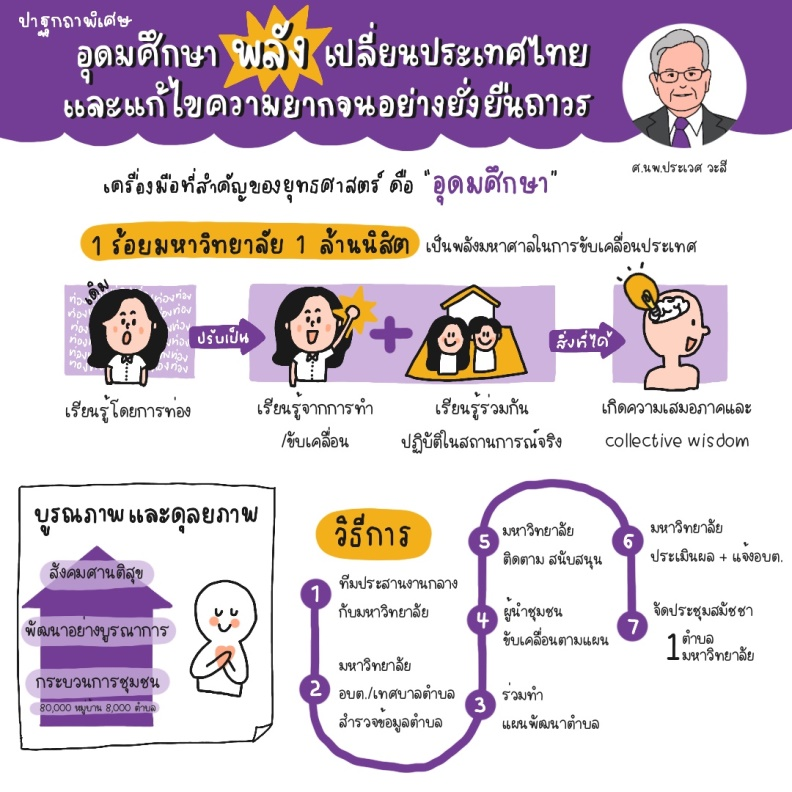 ปาฐกถาพิเศษ
อุดมศึกษา พลัง เปลี่ยนประเทศไทย
และแก้ไขความยากจนอย่างยั่งยืนถาวร
ศ.นพ.ประเวศ วะสี
เครื่องมือที่สำคัญของยุทธศาสตร์ คือ "อุดมศึกษา"
1 ร้อยมหาวิทยาลัย 1 ล้านนิสิต เป็นพลังมหาศาลในการขับเคลื่อนประเทศ
เดิม
ท่องท่อง
ปรับเป็น
สิ่งที่ได้
เรียนรู้โดยการท่อง
เรียนรู้จากการทำ
/ขับเคลื่อน
เรียนรู้ร่วมกัน
ปฏิบัติในสถานการณ์จริง
เกิดความเสมอภาคและ
collective wisdom
บูรณภาพและดุลยภาพ
สังคมศานติสุข
พัฒนาอย่างบูรณาการ
กระบวนการชุมชน
80,000 หมู่บ้าน 8,000 ตำบล
วิธีการ
1 ทีมประสานงานกลาง
กับมหาวิทยาลัย
2 มหาวิทยาลัย
อบต./เทศบาลตำบล
สำรวจข้อมูลตำบล
3 ร่วมทำ
แผนพัฒนาตำบล
4 ผู้นำชุมชน
ขับเคลื่อนตามแผน
5 มหาวิทยาลัย
ติดตาม สนับสนุน
6 มหาวิทยาลัย
ประเมินผล + แจ้งอบต.
7 จัดประชุมสมัชชา
1 ตำบล
มหาวิทยาลัย